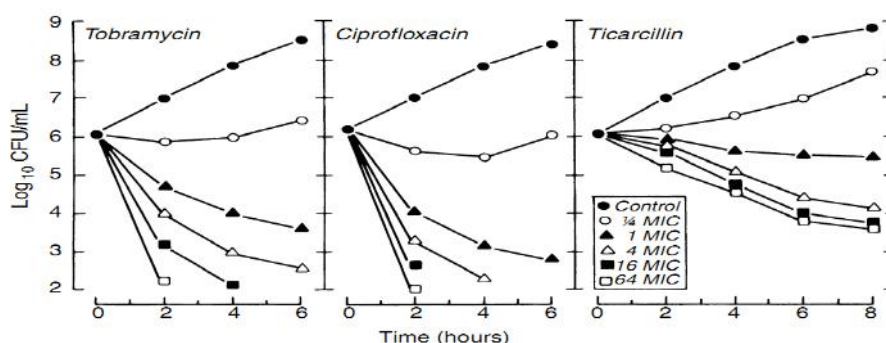 Tobramycin
Ciprofloxacin
Ticarcillin
9
8
7
6
5
4
3
2
Log10 CFU/mL
Control
¼ MIC
1 MIC
4 MIC
16 MIC
64 MIC
0 2 4 6
0 2 4 6
0 2 4 6 8
Time (hours)